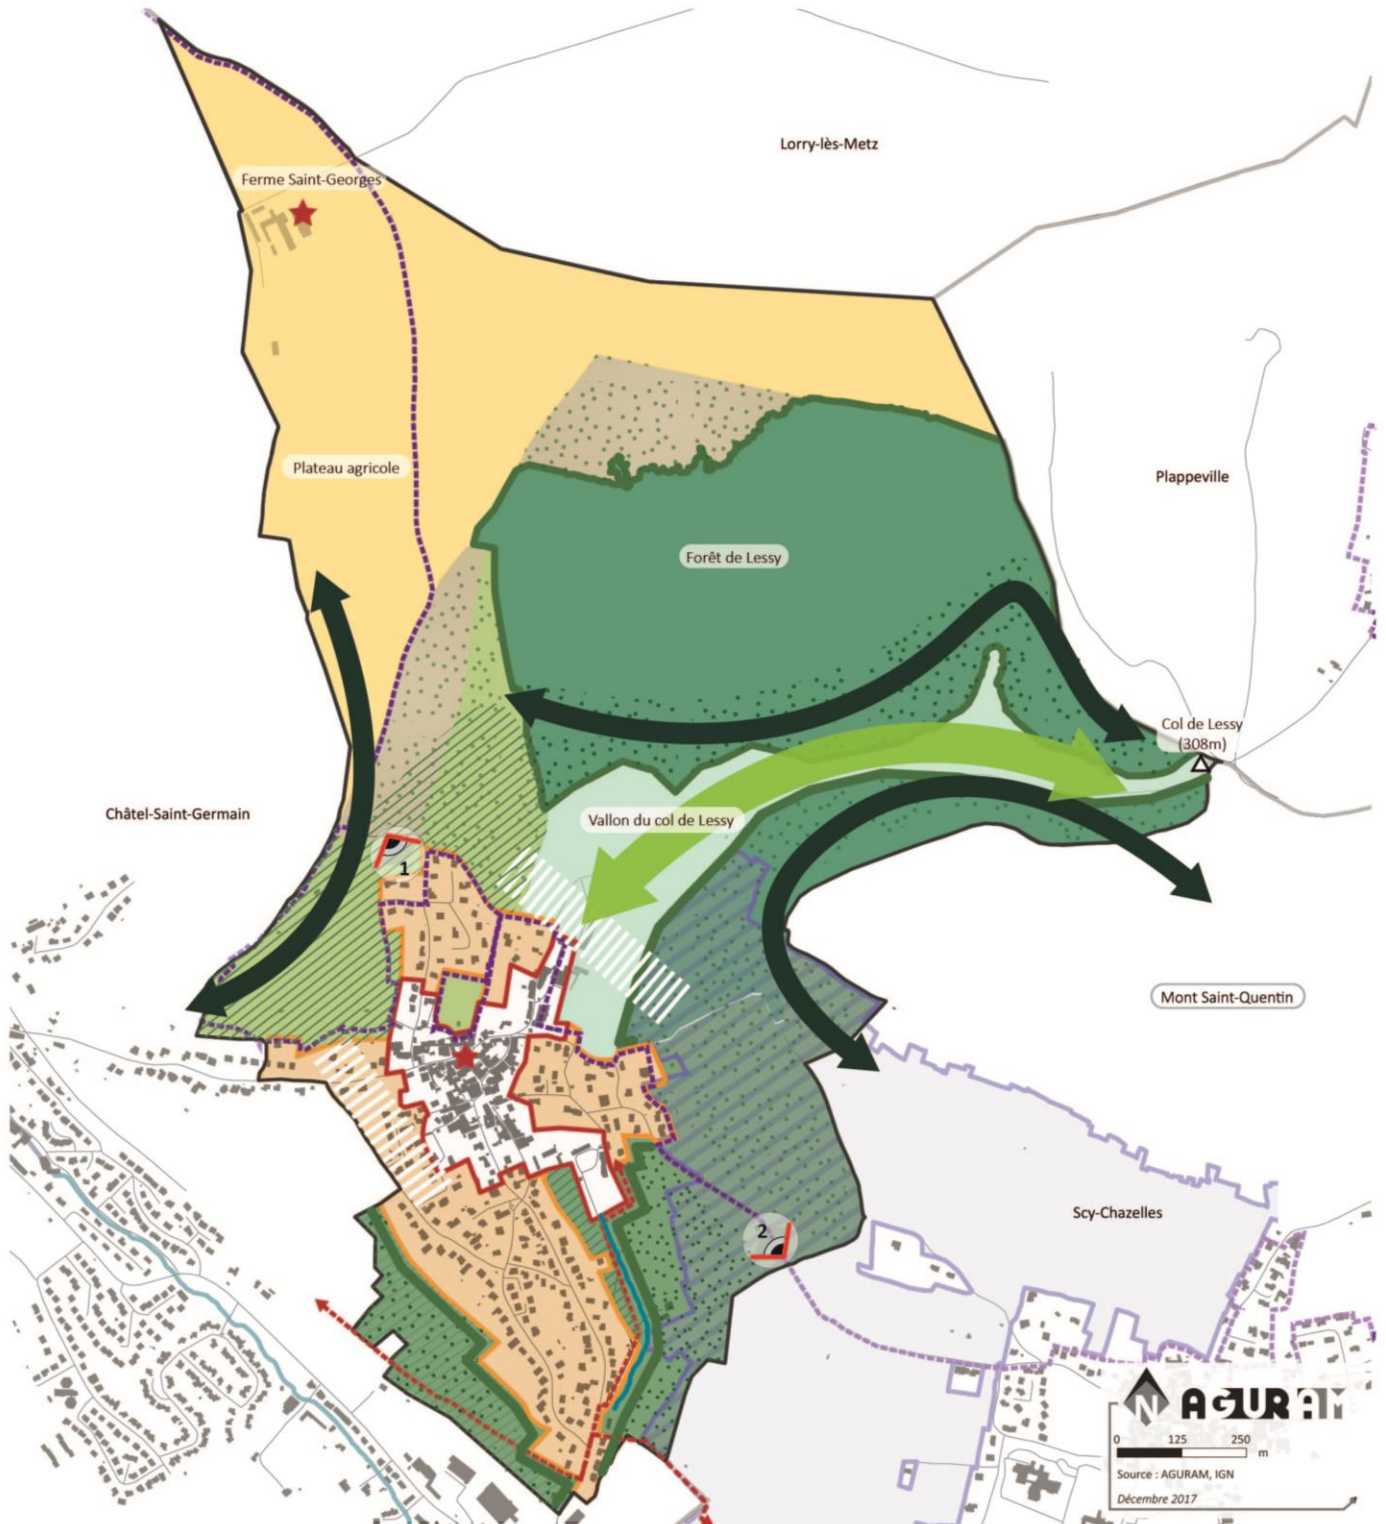 Lorry-lès-Metz
Ferme Saint-Georges
Plateau agricole
Plappeville
Forêt de Lessy
Col de Lessy
(308m)
Châtel-Saint-Germain
Vallon du col de Lessy
1
Mont Saint-Quentin
Scy-Chazelles
2
N AGURAM
0 125 250
m
Source : AGURAM, IGN
Décembre 2017